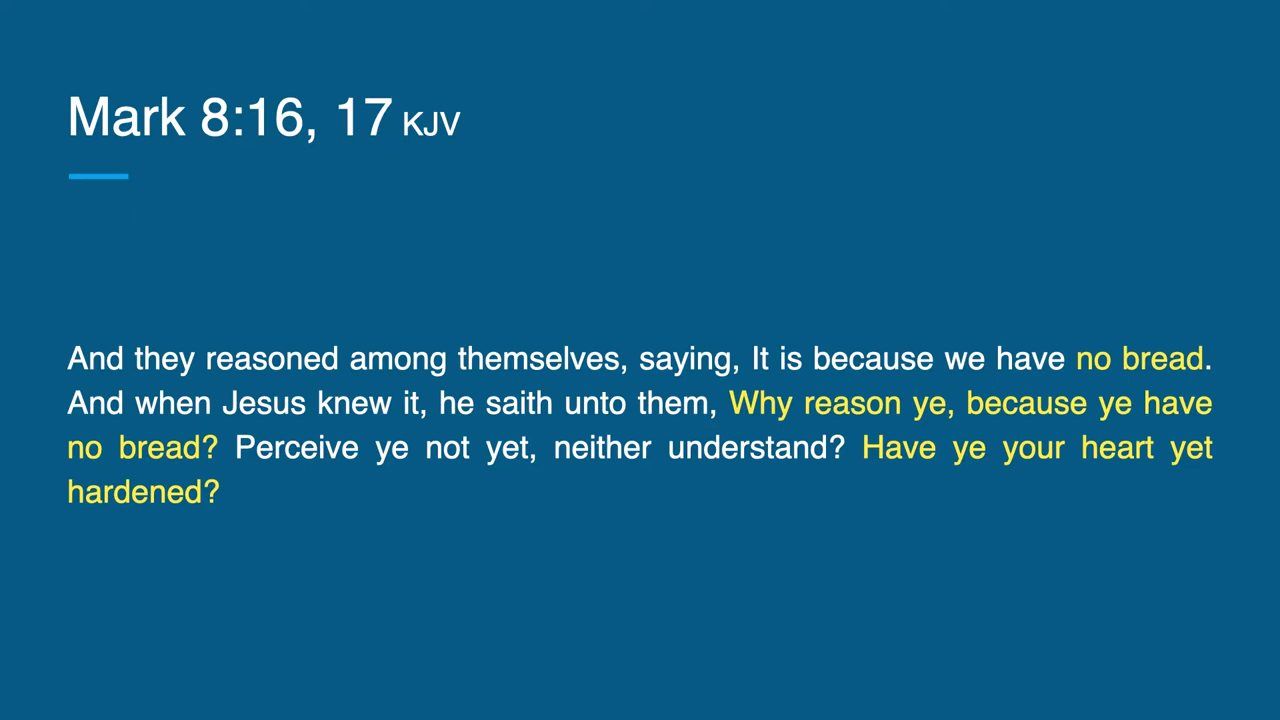 Mark 8:16, 17 KJV
And they reasoned among themselves, saying, It is because we have no bread.
And when Jesus knew it, he saith unto them, Why reason ye, because ye have
no bread? Perceive ye not yet, neither understand? Have ye your heart yet
hardened?